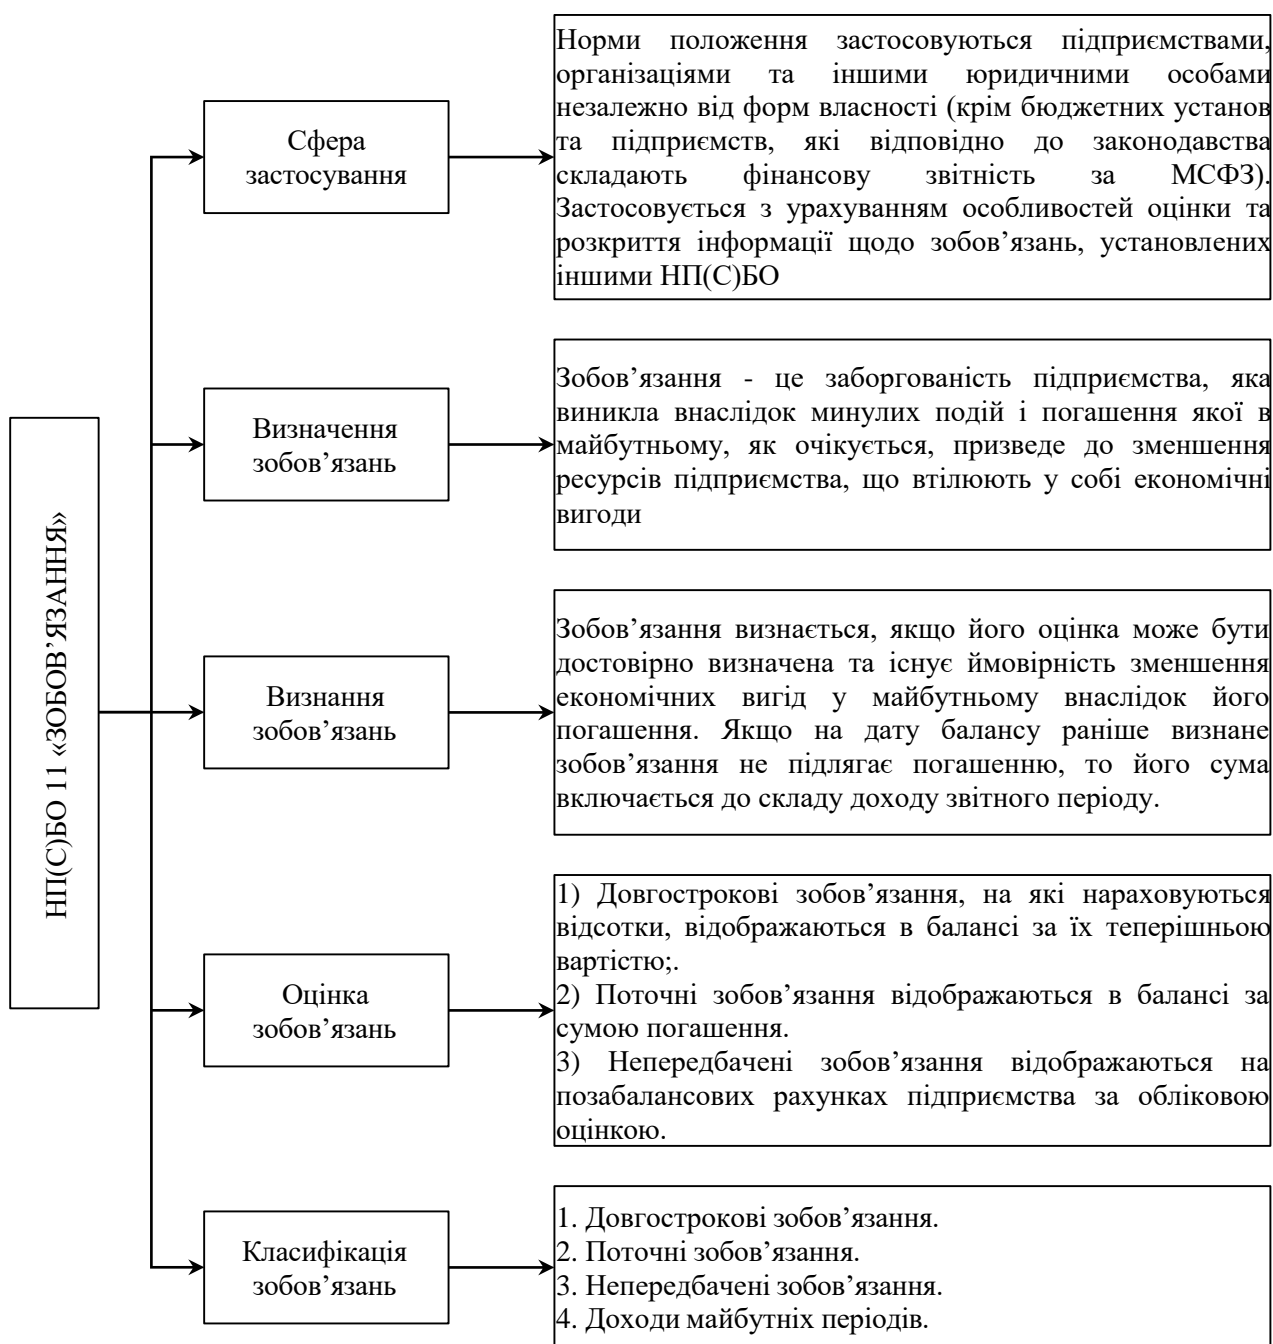 НП(С)БО 11 «ЗОБОВ’ЯЗАННЯ»
Сфера
застосування
Норми положення застосовуються підприємствами,
організаціями та іншими юридичними особами
незалежно від форм власності (крім бюджетних установ
та підприємств, які відповідно до законодавства
складають фінансову звітність за МСФЗ).
Застосовується з урахуванням особливостей оцінки та
розкриття інформації щодо зобов’язань, установлених
іншими НП(С)БО
Визначення
зобов’язань
Зобов’язання - це заборгованість підприємства, яка
виникла внаслідок минулих подій і погашення якої в
майбутньому, як очікується, призведе до зменшення
ресурсів підприємства, що втілюють у собі економічні
вигоди
Визнання
зобов’язань
Зобов’язання визнається, якщо його оцінка може бути
достовірно визначена та існує ймовірність зменшення
економічних вигід у майбутньому внаслідок його
погашення. Якщо на дату балансу раніше визнане
зобов’язання не підлягає погашенню, то його сума
включається до складу доходу звітного періоду.
Оцінка
зобов’язань
1) Довгострокові зобов’язання, на які нараховуються
відсотки, відображаються в балансі за їх теперішньою
вартістю;.
2) Поточні зобов’язання відображаються в балансі за
сумою погашення.
3) Непередбачені зобов’язання відображаються на
позабалансових рахунках підприємства за обліковою
оцінкою.
Класифікація
зобов’язань
1. Довгострокові зобов’язання.
2. Поточні зобов’язання.
3. Непередбачені зобов’язання.
4. Доходи майбутніх періодів.